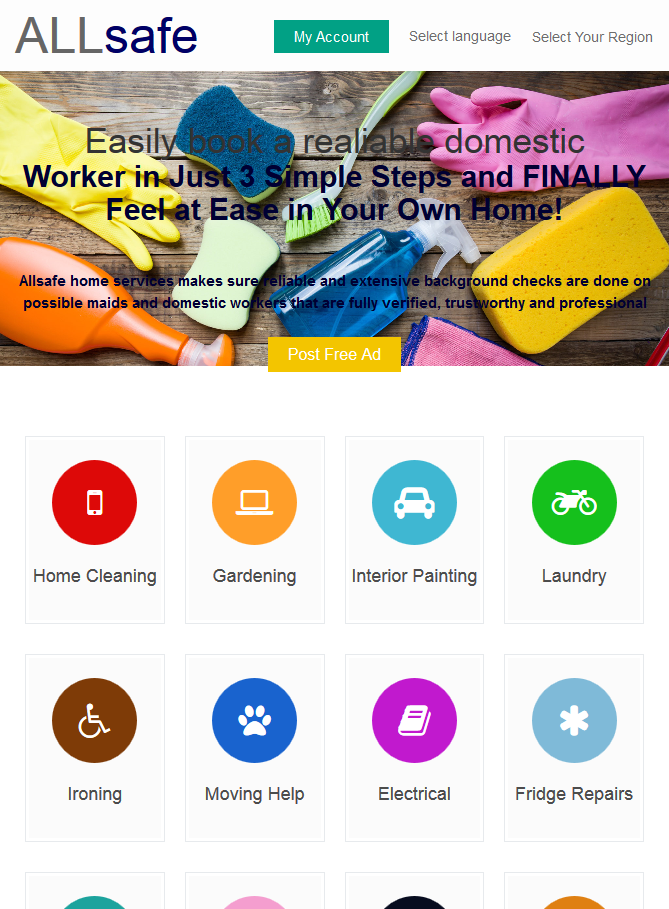 ALLsafe
My Account
Select language
Select Your Region
Easily book a realiable domestic
Worker in Just 3 Simple Steps and FINALLY
Feel at Ease in Your Own Home!
Allsafe home services makes sure reliable and extensive background checks are done on
possible maids and domestic workers that are fully verified, trustworthy and professional
Post Free Ad
Home Cleaning
Gardening
Interior Painting
Laundry
Ironing
Moving Help
Electrical
Fridge Repairs